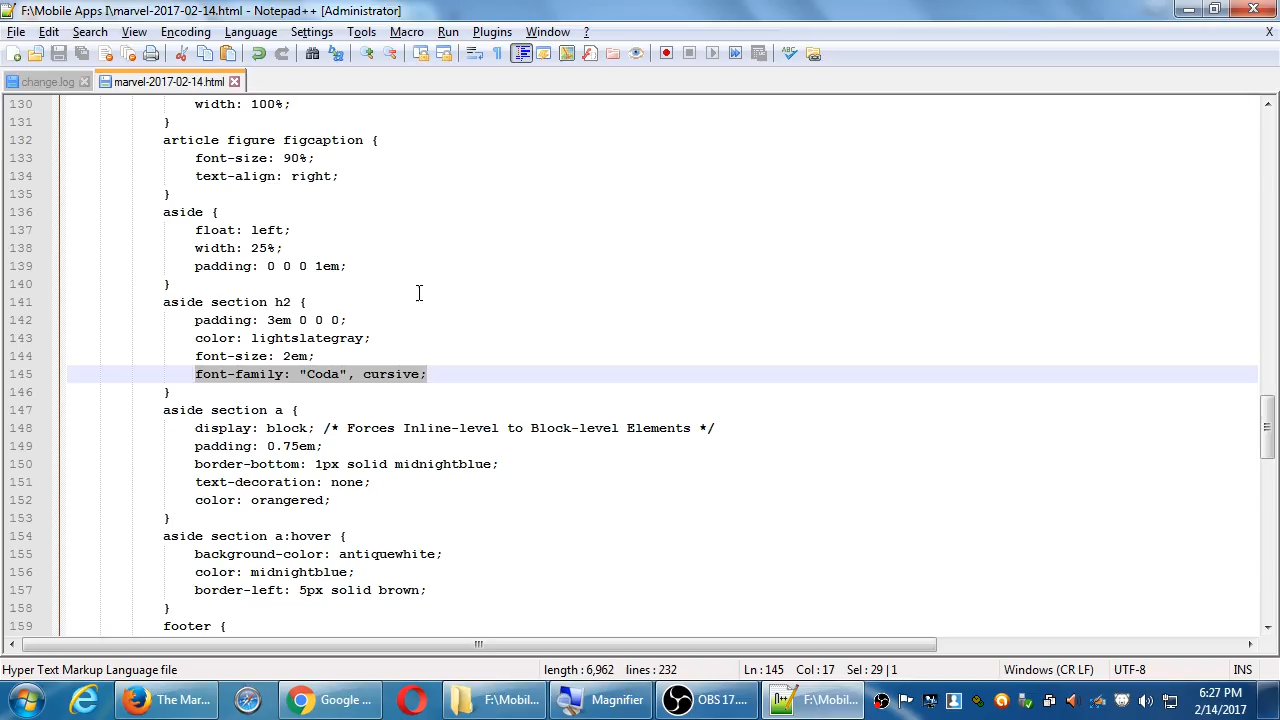 F:\Mobile Apps I\marvel-2017-02-14.html - Notepad++ [Administrator]
File Edit Search View Encoding Language Settings Tools Macro Run Plugins Window ? X
change.log marvel-2017-02-14.html
130 width: 100%;
131 }
132 article figure figcaption {
133 font-size: 90%;
134 text-align: right;
135 }
136 aside {
137 float: left;
138 width: 25%;
139 padding: 0 0 0 1em;
140 }
141 aside section h2 {
142 padding: 3em 0 0 0;
143 color: lightslategray;
144 font-size: 2em;
145 font-family: "Coda", cursive;
146 }
147 aside section a {
148 display: block; /* Forces Inline-level to Block-level Elements */
149 padding: 0.75em;
150 border-bottom: 1px solid midnightblue;
151 text-decoration: none;
152 color: orangered;
153 }
154 aside section a:hover {
155 background-color: antiquewhite;
156 color: midnightblue;
157 border-left: 5px solid brown;
158 }
159 footer {
Hyper Text Markup Language file length : 6,962 lines : 232 Ln : 145 Col : 17 Sel : 29 | 1 Windows (CR LF) UTF-8 INS
The Mar... Google ... F:\Mobil... Magnifier OBS 17.... F:\Mobil... 6:27 PM
2/14/2017